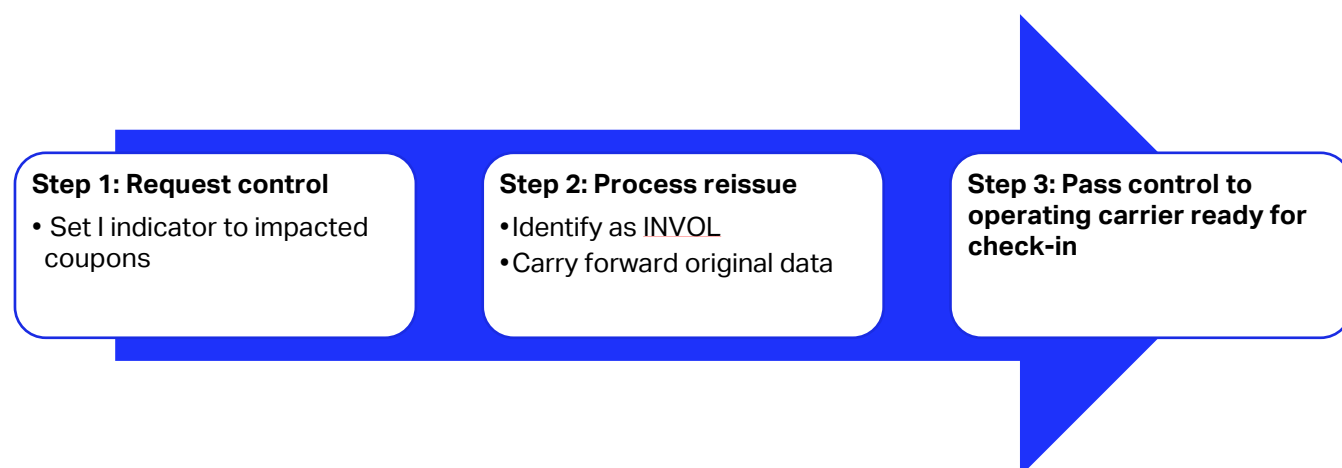 Step 1: Request control
• Set I indicator to impacted
coupons
Step 2: Process reissue
•Identify as INVOL
•Carry forward original data
Step 3: Pass control to
operating carrier ready for
check-in